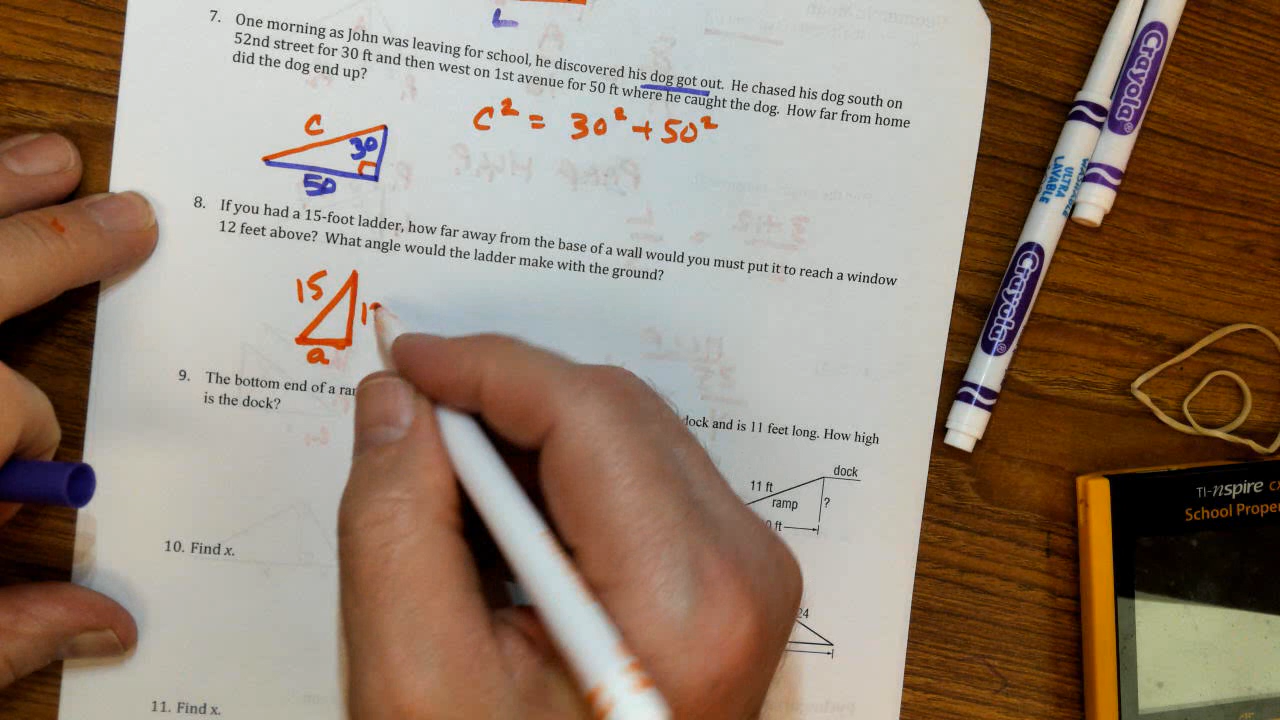 L
7. One morning as John was leaving for school, he discovered his dog got out. He chased his dog south on
52nd street for 30 ft and then west on 1st avenue for 50 ft where he caught the dog. How far from home
did the dog end up?
c² = 30² + 50²
c
30
50
8. If you had a 15-foot ladder, how far away from the base of a wall would you must put it to reach a window
12 feet above? What angle would the ladder make with the ground?
15
a
9. The bottom end of a
dock and is 11 feet long. How high
is the dock?
dock
11 ft
ramp
?
ft
10. Find x.
24
11. Find x.
Crayola
ULTRA
WASHABLE
Crayola
TI-nspire CX
School Proper